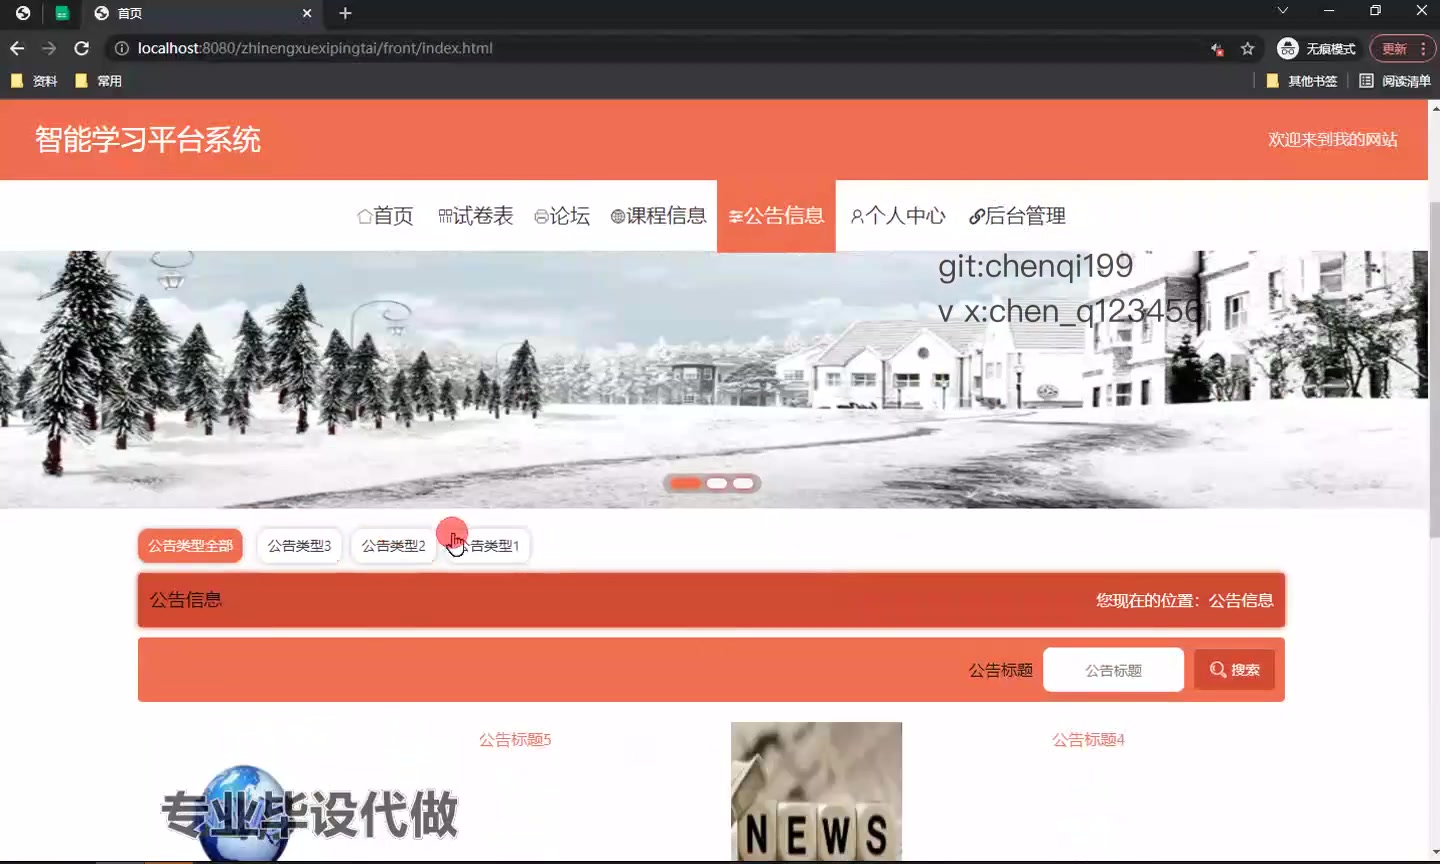 首页
localhost:8080/zhinengxuexipingtai/front/index.html
无痕模式
更新
资料
常用
其他书签
阅读清单
智能学习平台系统
欢迎来到我的网站
首页
试卷表
论坛
课程信息
公告信息
个人中心
后台管理
git:chenqi199
v x:chen_q123456
公告类型全部
公告类型3
公告类型2
公告类型1
公告信息
您现在的位置：公告信息
公告标题
公告标题
搜索
公告标题5
公告标题4
专业毕设代做
NEWS